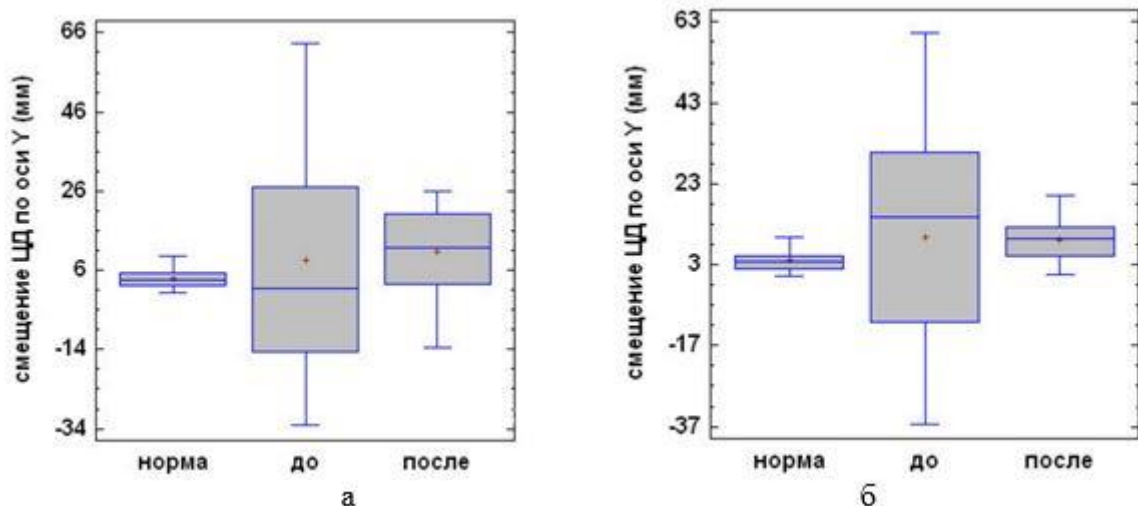 смещение ЦД по оси Y (мм)
66
46
26
6
-14
-34
норма до после
а
смещение ЦД по оси Y (мм)
63
43
23
3
-17
-37
норма до после
б